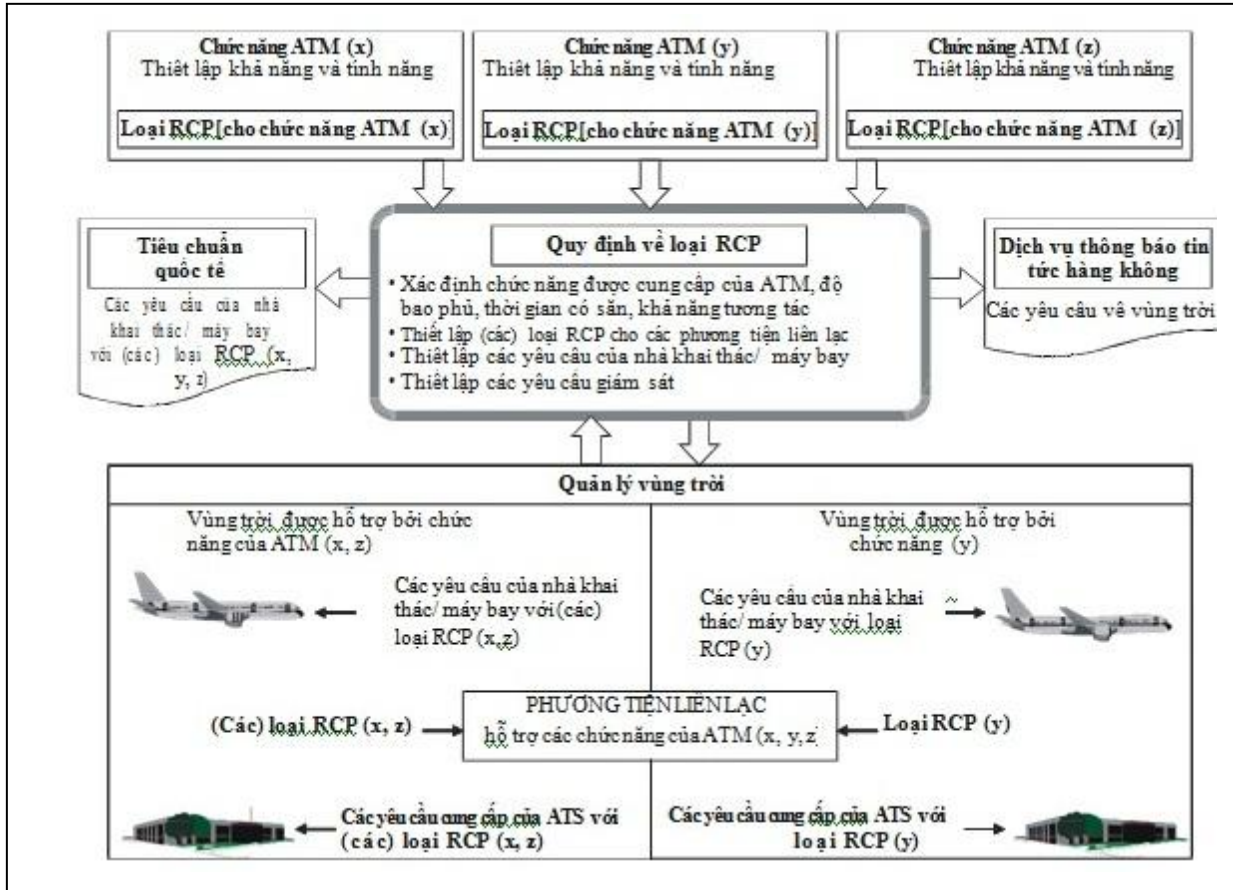 Chức năng ATM (x)
Thiết lập khả năng và tính năng
Loại RCP[cho chức năng ATM (x)
Chức năng ATM (y)
Thiết lập khả năng và tính năng
Loại RCP[cho chức năng ATM (y)]
Chức năng ATM (z)
Thiết lập khả năng và tính năng
Loại RCP[cho chức năng ATM (z)]
Tiêu chuẩn
quốc tế
Các yêu cầu của nhà
khai thác/ máy bay
với (các) loại RCP (x,
y, z)
Quy định về loại RCP
• Xác định chức năng được cung cấp của ATM, độ
bao phủ, thời gian có sẵn, khả năng tương tác
• Thiết lập (các) loại RCP cho các phương tiện liên lạc
• Thiết lập các yêu cầu của nhà khai thác/ máy bay
• Thiết lập các yêu cầu giám sát
Dịch vụ thông báo tin
tức hàng không
Các yêu cầu về vùng trời
Quản lý vùng trời
Vùng trời được hỗ trợ bởi chức
năng của ATM (x, z)
Các yêu cầu của nhà khai
thác/ máy bay với (các)
loại RCP (x,z)
Vùng trời được hỗ trợ bởi
chức năng (y)
Các yêu cầu của nhà khai
thác/ máy bay với loại
RCP (y)
(Các) loại RCP (x, z)
PHƯƠNG TIỆN LIÊN LẠC
hỗ trợ các chức năng của ATM (x, y, z
Loại RCP (y)
Các yêu cầu cung cấp của ATS với
(các) loại RCP (x, z)
Các yêu cầu cung cấp của ATS với
loại RCP (y)